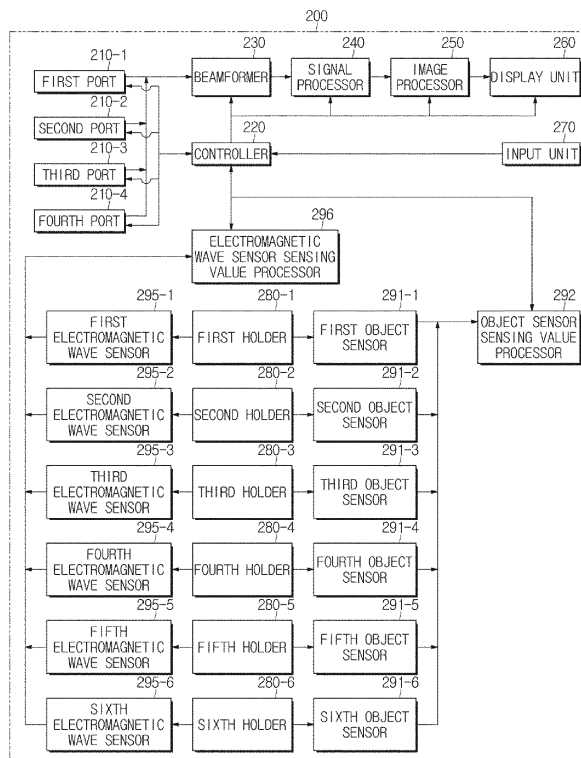 200
210-1
FIRST PORT
230
BEAMFORMER
240
SIGNAL
PROCESSOR
250
IMAGE
PROCESSOR
260
DISPLAY UNIT
210-2
SECOND PORT
210-3
THIRD PORT
210-4
FOURTH PORT
220
CONTROLLER
270
INPUT UNIT
296
ELECTROMAGNETIC
WAVE SENSOR SENSING
VALUE PROCESSOR
295-1
FIRST
ELECTROMAGNETIC
WAVE SENSOR
280-1
FIRST HOLDER
291-1
FIRST OBJECT
SENSOR
292
OBJECT SENSOR
SENSING VALUE
PROCESSOR
295-2
SECOND
ELECTROMAGNETIC
WAVE SENSOR
280-2
SECOND HOLDER
291-2
SECOND OBJECT
SENSOR
295-3
THIRD
ELECTROMAGNETIC
WAVE SENSOR
280-3
THIRD HOLDER
291-3
THIRD OBJECT
SENSOR
295-4
FOURTH
ELECTROMAGNETIC
WAVE SENSOR
280-4
FOURTH HOLDER
291-4
FOURTH OBJECT
SENSOR
295-5
FIFTH
ELECTROMAGNETIC
WAVE SENSOR
280-5
FIFTH HOLDER
291-5
FIFTH OBJECT
SENSOR
295-6
SIXTH
ELECTROMAGNETIC
WAVE SENSOR
280-6
SIXTH HOLDER
291-6
SIXTH OBJECT
SENSOR